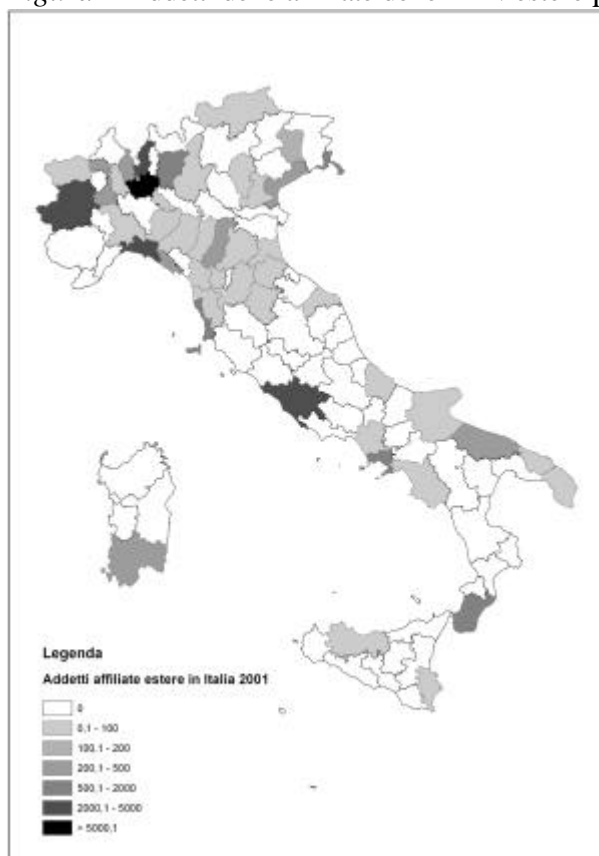 Legenda
Addetti affiliate estere in Italia 2001
0
0,1 - 100
100,1 - 200
200,1 - 500
500,1 - 2000
2000,1 - 5000
> 5000,1